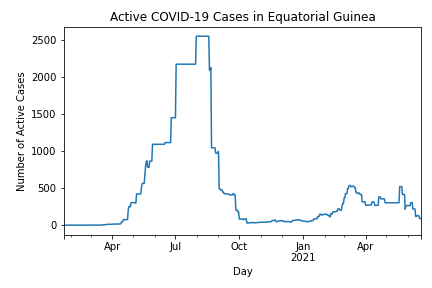 Active COVID-19 Cases in Equatorial Guinea
Number of Active Cases
2500
2000
1500
1000
500
0
Apr
Jul
Oct
Jan
2021
Apr
Day